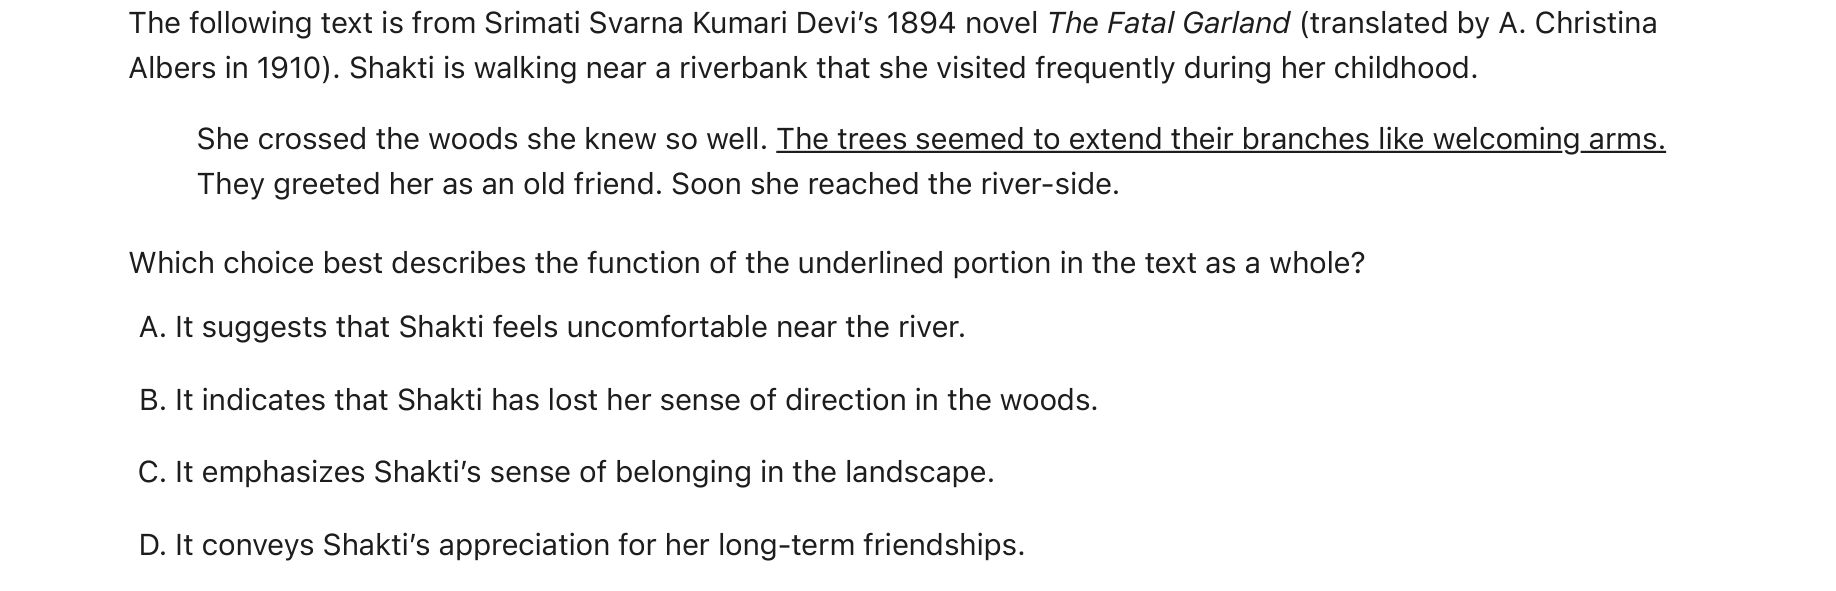 The following text is from Srimati Svarna Kumari Devi’s 1894 novel The Fatal Garland (translated by A. Christina
Albers in 1910). Shakti is walking near a riverbank that she visited frequently during her childhood.
She crossed the woods she knew so well. The trees seemed to extend their branches like welcoming arms.
They greeted her as an old friend. Soon she reached the river-side.
Which choice best describes the function of the underlined portion in the text as a whole?
A. It suggests that Shakti feels uncomfortable near the river.
B. It indicates that Shakti has lost her sense of direction in the woods.
C. It emphasizes Shakti’s sense of belonging in the landscape.
D. It conveys Shakti’s appreciation for her long-term friendships.